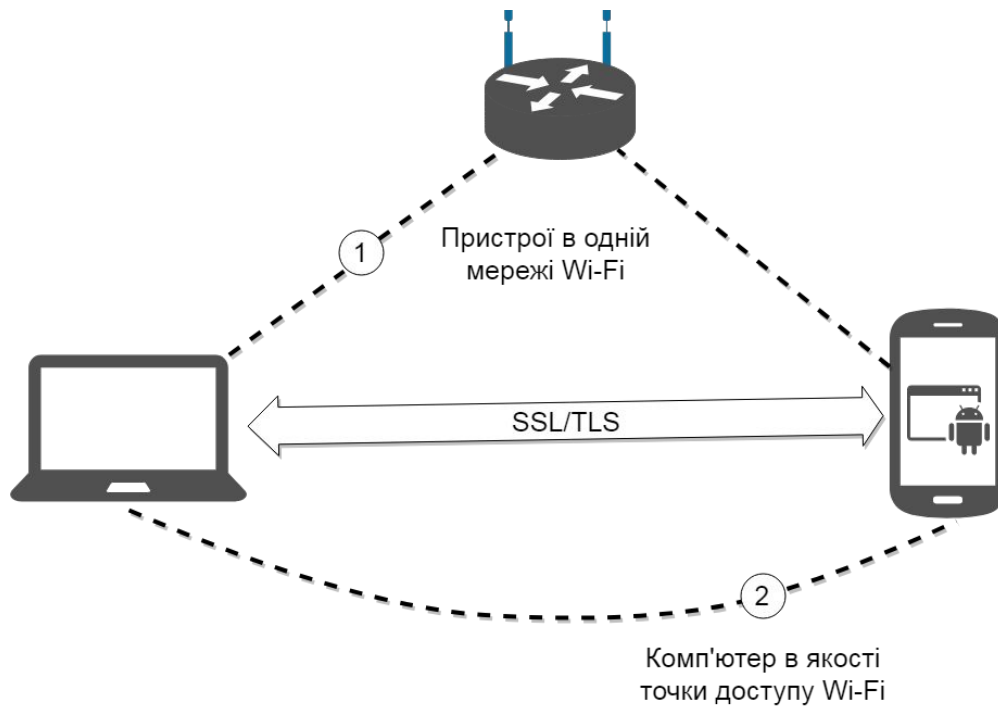 1
Пристрої в одній
мережі Wi-Fi
SSL/TLS
2
Комп'ютер в якості
точки доступу Wi-Fi